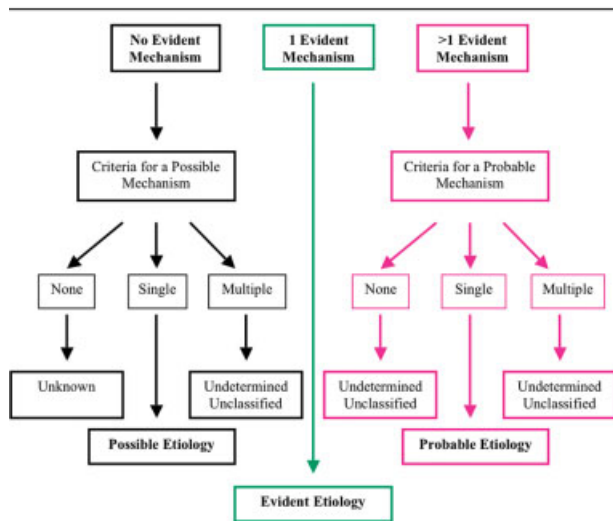 No Evident
Mechanism
1 Evident
Mechanism
>1 Evident
Mechanism
Criteria for a Possible
Mechanism
Criteria for a Probable
Mechanism
None
Single
Multiple
None
Single
Multiple
Unknown
Undetermined
Unclassified
Undetermined
Unclassified
Undetermined
Unclassified
Possible Etiology
Probable Etiology
Evident Etiology